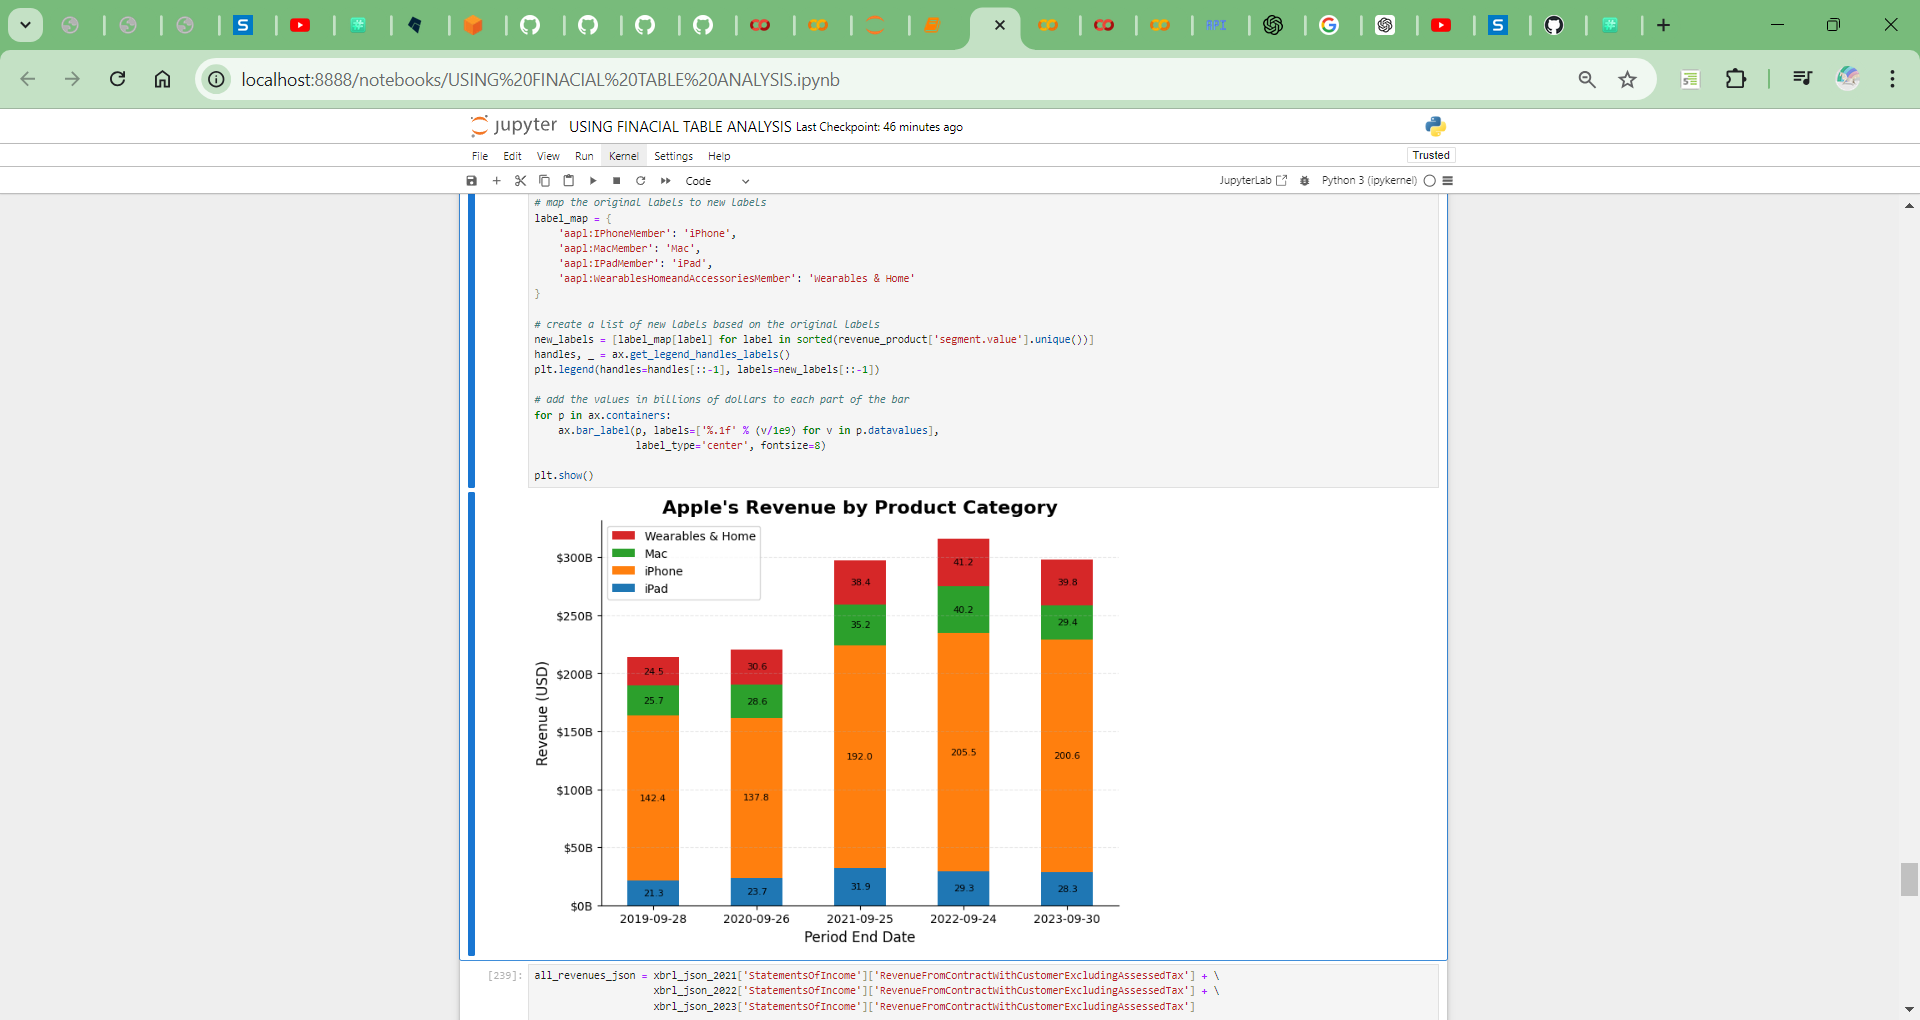 localhost:8888/notebooks/USING%20FINACIAL%20TABLE%20ANALYSIS.ipynb
jupyter USING FINACIAL TABLE ANALYSIS Last Checkpoint: 46 minutes ago
File Edit View Run Kernel Settings Help
Trusted
Code
JupyterLab Python 3 (ipykernel)
# map the original labels to new labels
label_map = {
    'aapl:IPhoneMember': 'iPhone',
    'aapl:MacMember': 'Mac',
    'aapl:IPadMember': 'iPad',
    'aapl:WearablesHomeandAccessoriesMember': 'Wearables & Home'
}
# create a list of new labels based on the original labels
new_labels = [label_map[label] for label in sorted(revenue_product['segment.value'].unique())]
handles, _ = ax.get_legend_handles_labels()
plt.legend(handles=handles[::-1], labels=new_labels[::-1])
# add the values in billions of dollars to each part of the bar
for p in ax.containers:
    ax.bar_label(p, labels=['%.1f' % (v/1e9) for v in p.datavalues],
                 label_type='center', fontsize=8)
plt.show()
Apple's Revenue by Product Category
Wearables & Home
Mac
iPhone
iPad
Revenue (USD)
$300B
$250B
$200B
$150B
$100B
$50B
$0B
24.5
25.7
142.4
21.3
30.6
28.6
137.8
23.7
38.4
35.2
192.0
31.9
41.2
40.2
205.5
29.3
39.8
29.4
200.6
28.3
2019-09-28 2020-09-26 2021-09-25 2022-09-24 2023-09-30
Period End Date
[239]: all_revenues_json = xbrl_json_2021['StatementsOfIncome']['RevenueFromContractWithCustomerExcludingAssessedTax'] + \
xbrl_json_2022['StatementsOfIncome']['RevenueFromContractWithCustomerExcludingAssessedTax'] + \
xbrl_json_2023['StatementsOfIncome']['RevenueFromContractWithCustomerExcludingAssessedTax']